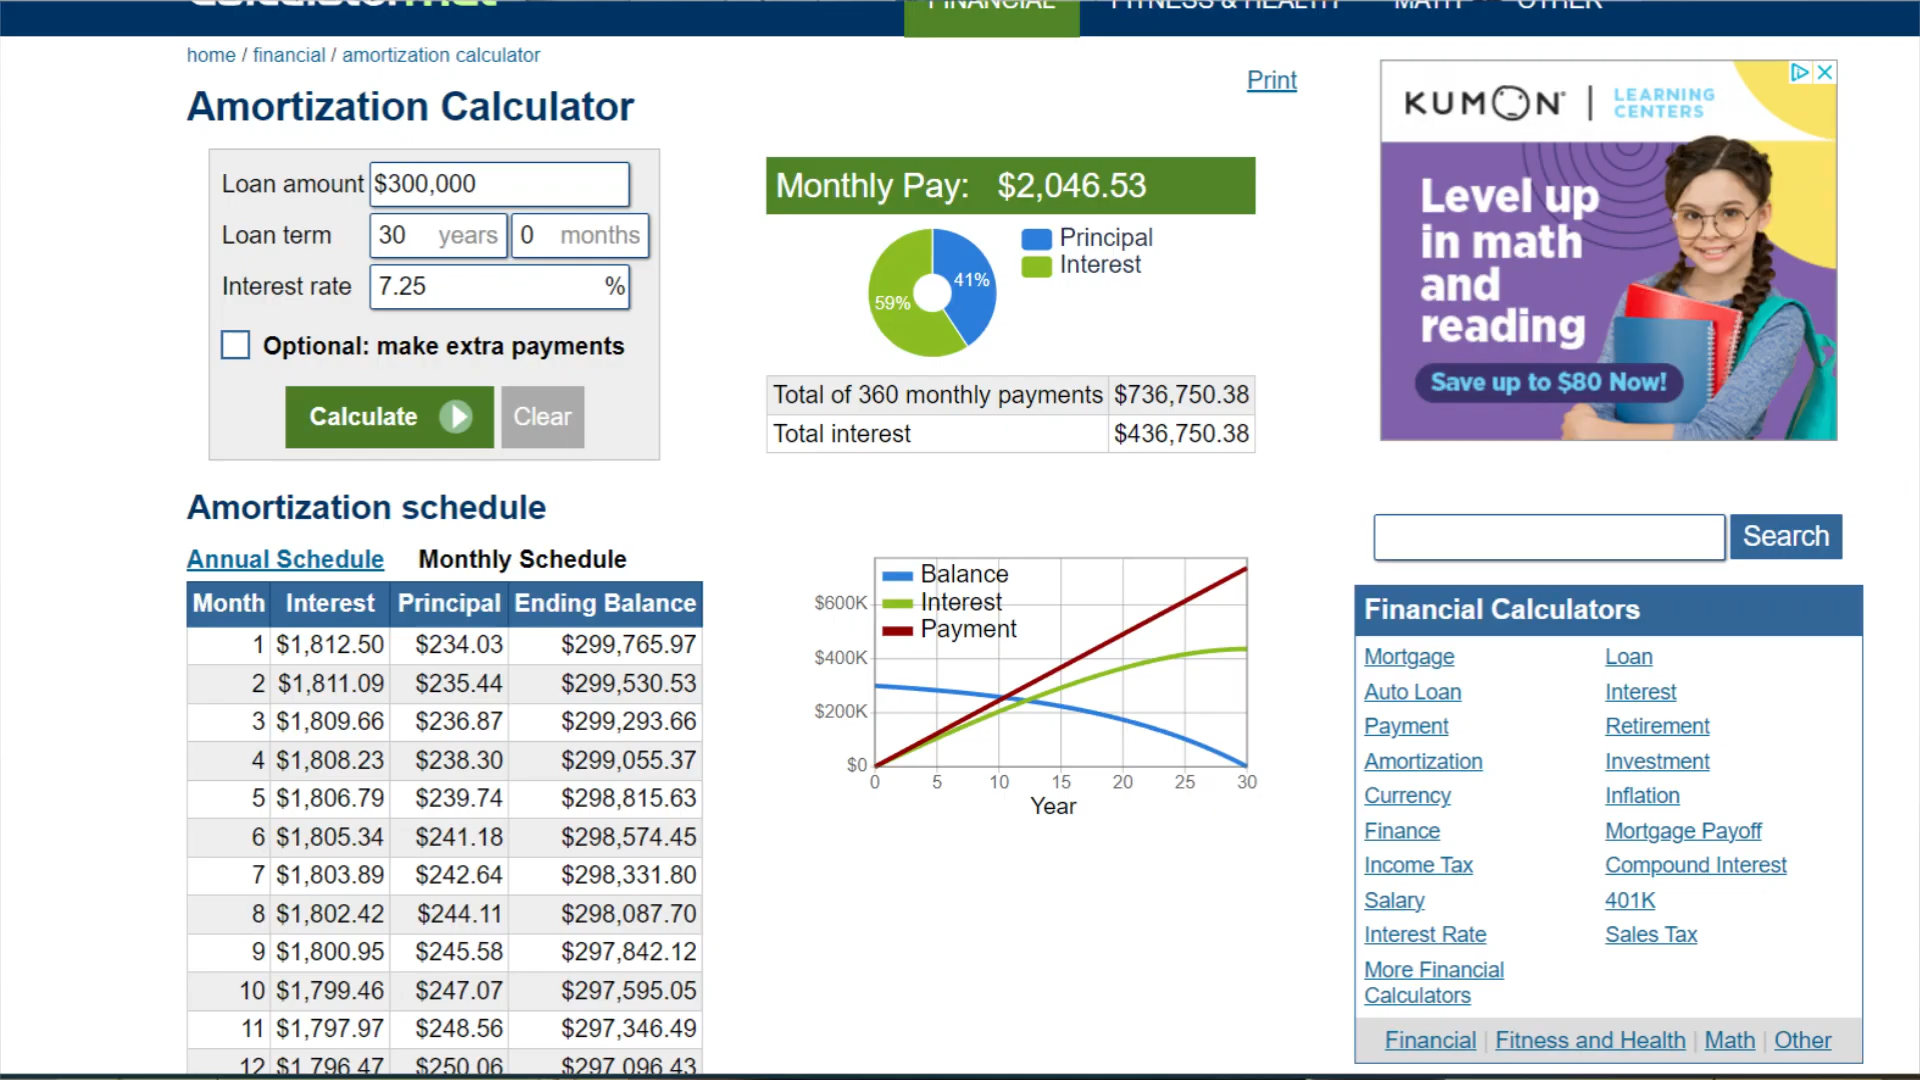 calculator.net
FINANCIAL FITNESS & HEALTH MATH OTHER
home / financial / amortization calculator
Print
Amortization Calculator
Loan amount $300,000
Loan term 30 years 0 months
Interest rate 7.25 %
Optional: make extra payments
Calculate Clear
Monthly Pay: $2,046.53
Principal
Interest
41%
59%
Total of 360 monthly payments $736,750.38
Total interest $436,750.38
KUMON | LEARNING CENTERS
Level up
in math
and
reading
Save up to $80 Now!
Amortization schedule
Annual Schedule Monthly Schedule
Month Interest Principal Ending Balance
1 $1,812.50 $234.03 $299,765.97
2 $1,811.09 $235.44 $299,530.53
3 $1,809.66 $236.87 $299,293.66
4 $1,808.23 $238.30 $299,055.37
5 $1,806.79 $239.74 $298,815.63
6 $1,805.34 $241.18 $298,574.45
7 $1,803.89 $242.64 $298,331.80
8 $1,802.42 $244.11 $298,087.70
9 $1,800.95 $245.58 $297,842.12
10 $1,799.46 $247.07 $297,595.05
11 $1,797.97 $248.56 $297,346.49
12 $1,796.47 $250.06 $297,096.43
Balance
Interest
Payment
$600K
$400K
$200K
$0
0 5 10 15 20 25 30
Year
Search
Financial Calculators
Mortgage Loan
Auto Loan Interest
Payment Retirement
Amortization Investment
Currency Inflation
Finance Mortgage Payoff
Income Tax Compound Interest
Salary 401K
Interest Rate Sales Tax
More Financial
Calculators
Financial | Fitness and Health | Math | Other